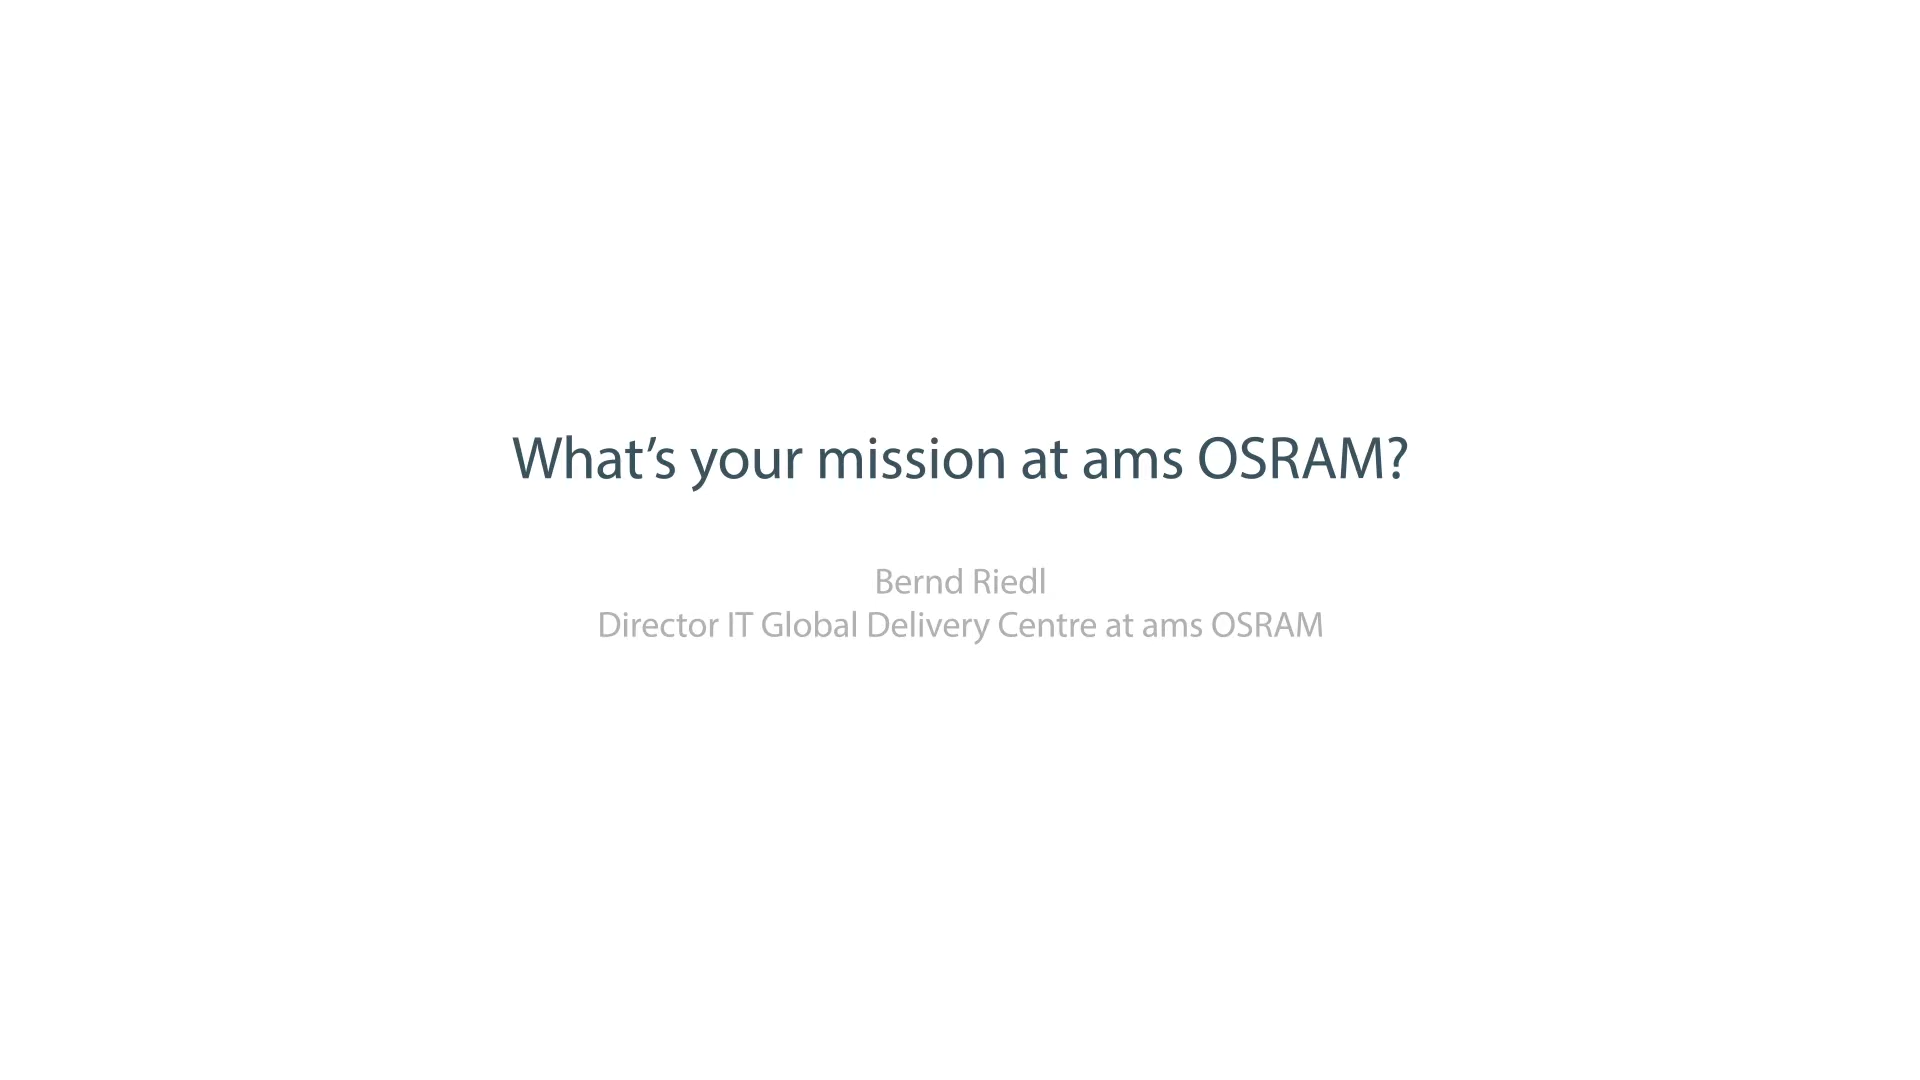 What’s your mission at ams OSRAM?
Bernd Riedl
Director IT Global Delivery Centre at ams OSRAM